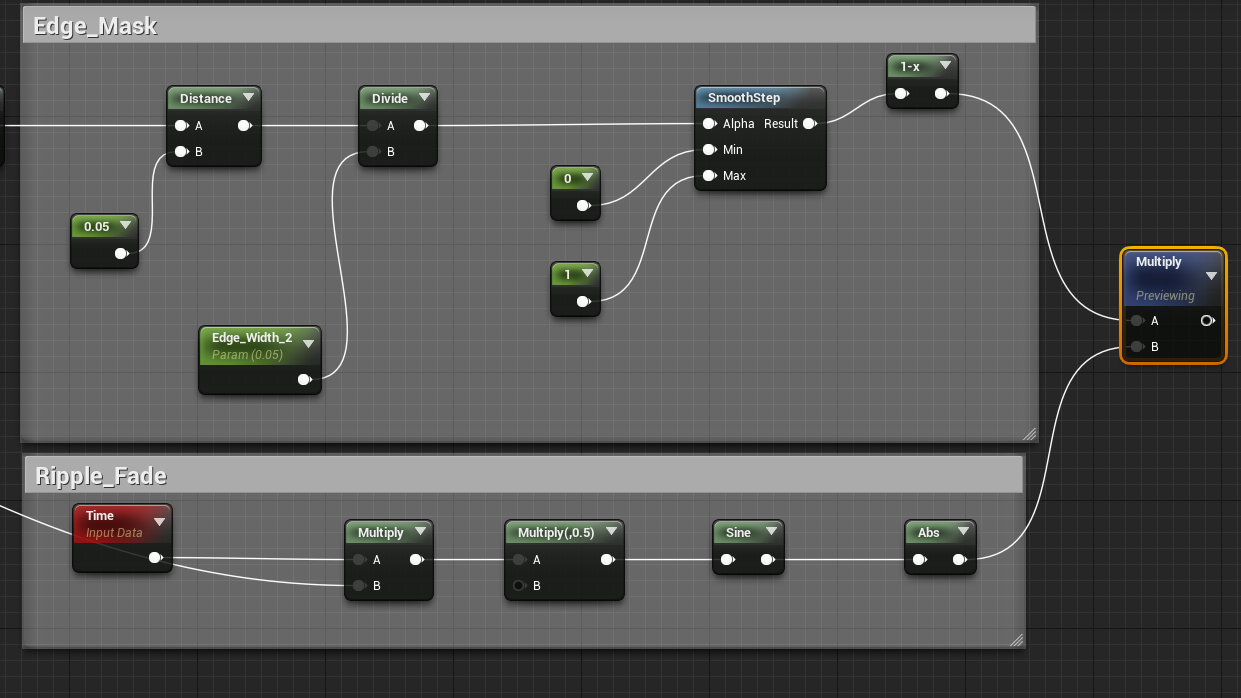 Edge_Mask
1-x
Distance
A
B
Divide
A
B
SmoothStep
Alpha Result
Min
Max
0
0.05
1
Edge_Width_2
Param (0.05)
Multiply
Previewing
A
B
Ripple_Fade
Time
Input Data
Multiply
A
B
Multiply(,0.5)
A
B
Sine
Abs